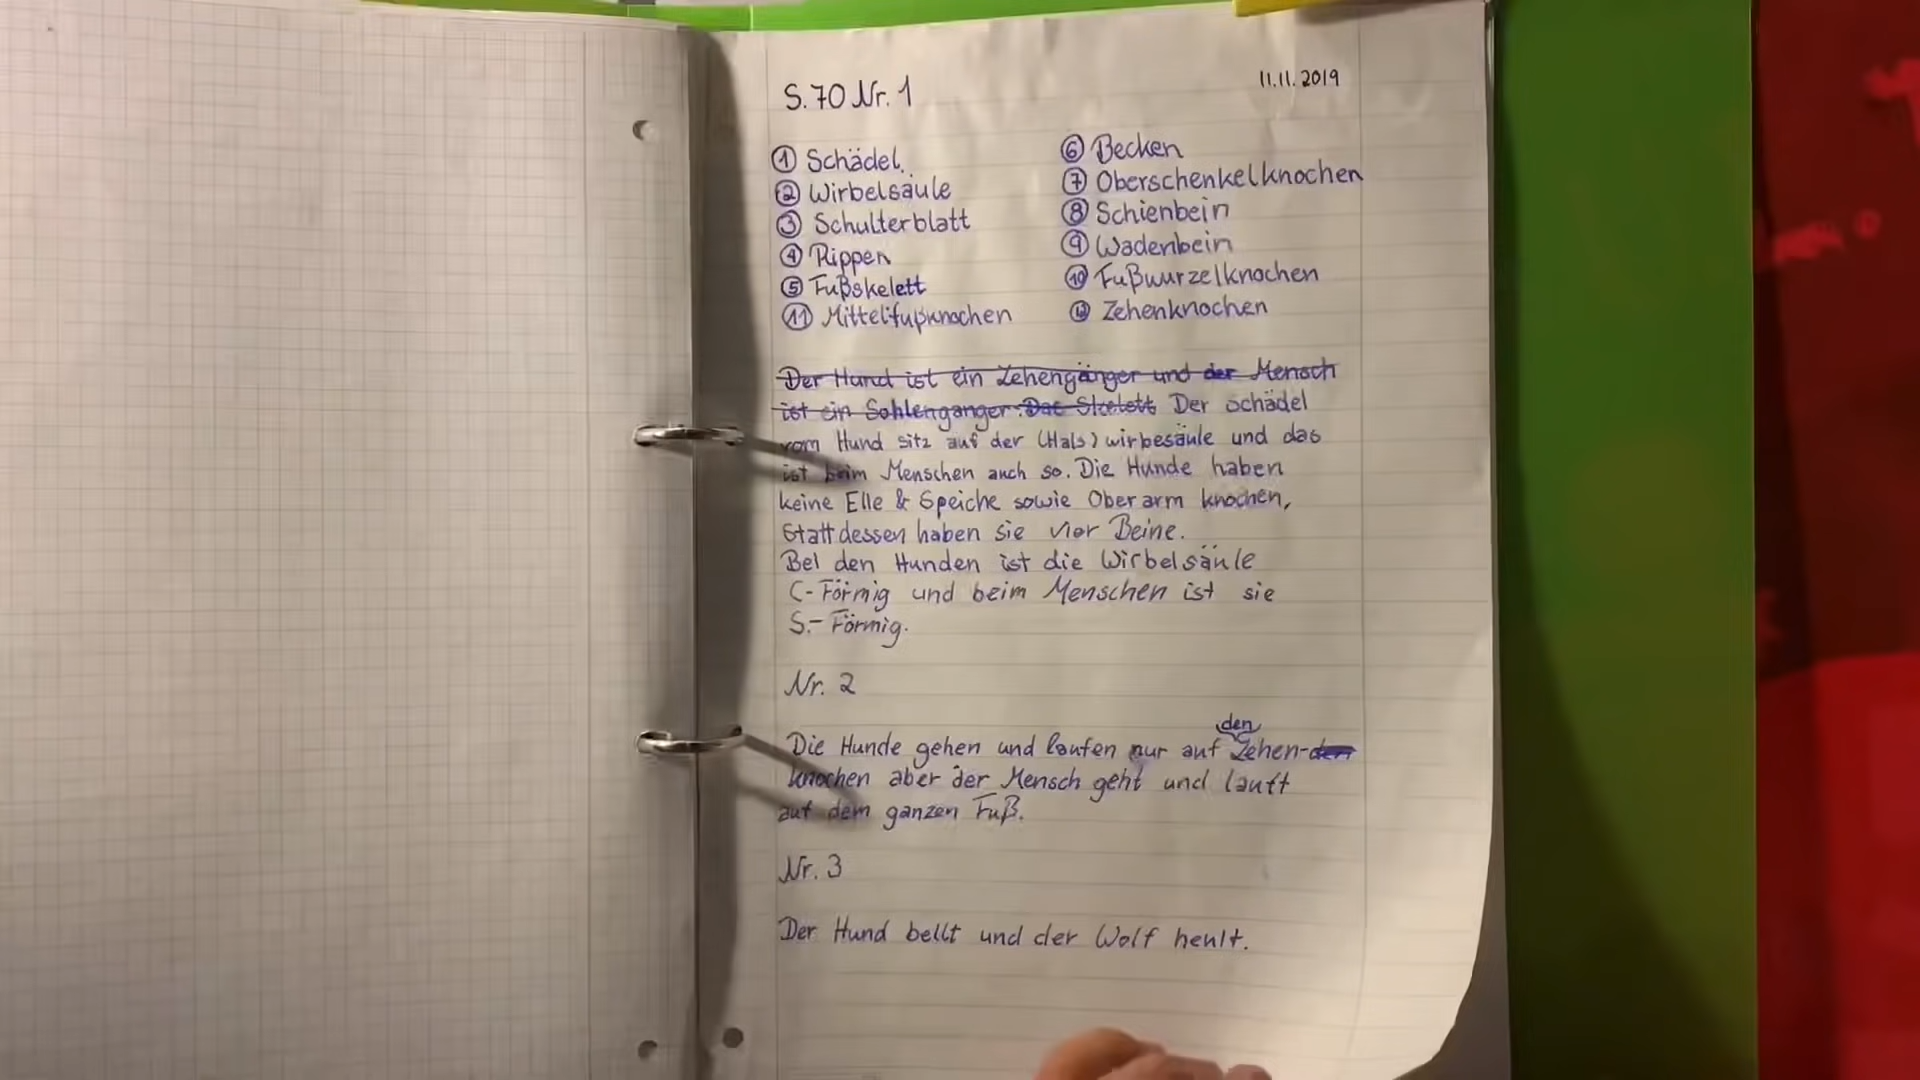 S. 70 Nr. 1
11.11.2019
① Schädel
② Wirbelsäule
③ Schulterblatt
④ Rippen
⑤ Fußskelett
⑪ Mittelfußknochen
⑥ Becken
⑦ Oberschenkelknochen
⑧ Schienbein
⑨ Wadenbein
⑩ Fußwurzelknochen
⑫ Zehenknochen
Der Hund ist ein Zehengänger und der Mensch
ist ein Sohlengänger. Das Skelett Der Schädel
vom Hund sitz auf der (Hals) wirbesäule und das
ist beim Menschen auch so. Die Hunde haben
keine Elle & Speiche sowie Oberarm knochen,
Stattdessen haben sie vier Beine.
Bei den Hunden ist die Wirbelsäule
C-Förmig und beim Menschen ist sie
S.-Förmig.
Nr. 2
Die Hunde gehen und laufen nur auf den Zehen-den
knochen aber der Mensch geht und lauft
auf dem ganzen Fuß.
Nr. 3
Der Hund bellt und der Wolf heult.